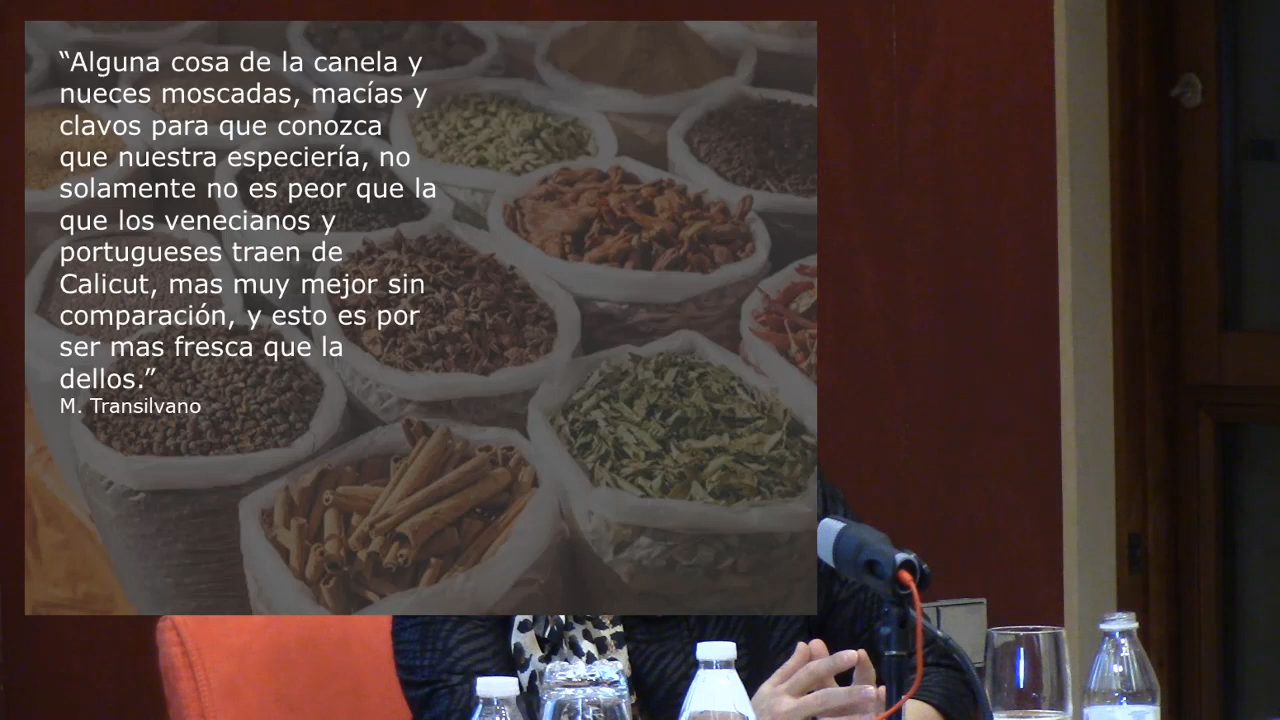 “Alguna cosa de la canela y
nueces moscadas, macías y
clavos para que conozca
que nuestra especiería, no
solamente no es peor que la
que los venecianos y
portugueses traen de
Calicut, mas muy mejor sin
comparación, y esto es por
ser mas fresca que la
dellos.”
M. Transilvano